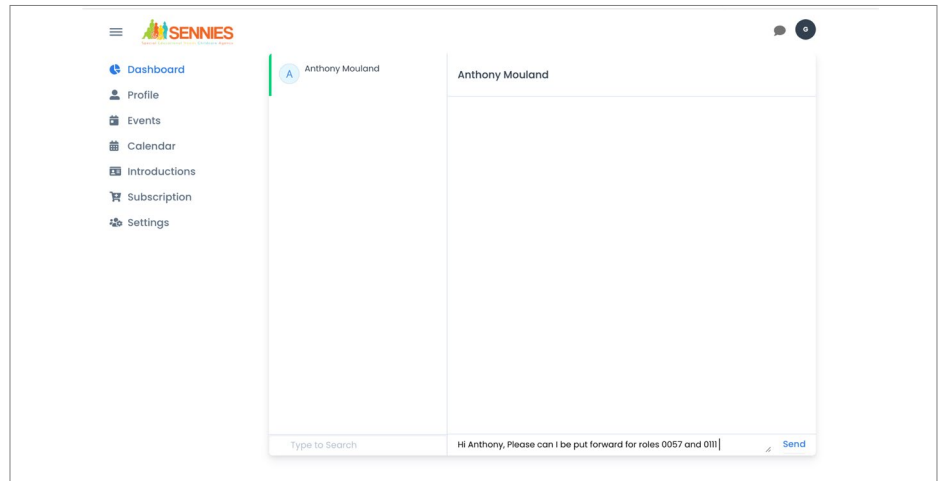 SENNIES
G
Dashboard
Profile
Events
Calendar
Introductions
Subscription
Settings
A
Anthony Mouland
Anthony Mouland
Type to Search
Hi Anthony, Please can I be put forward for roles 0057 and 0111
Send